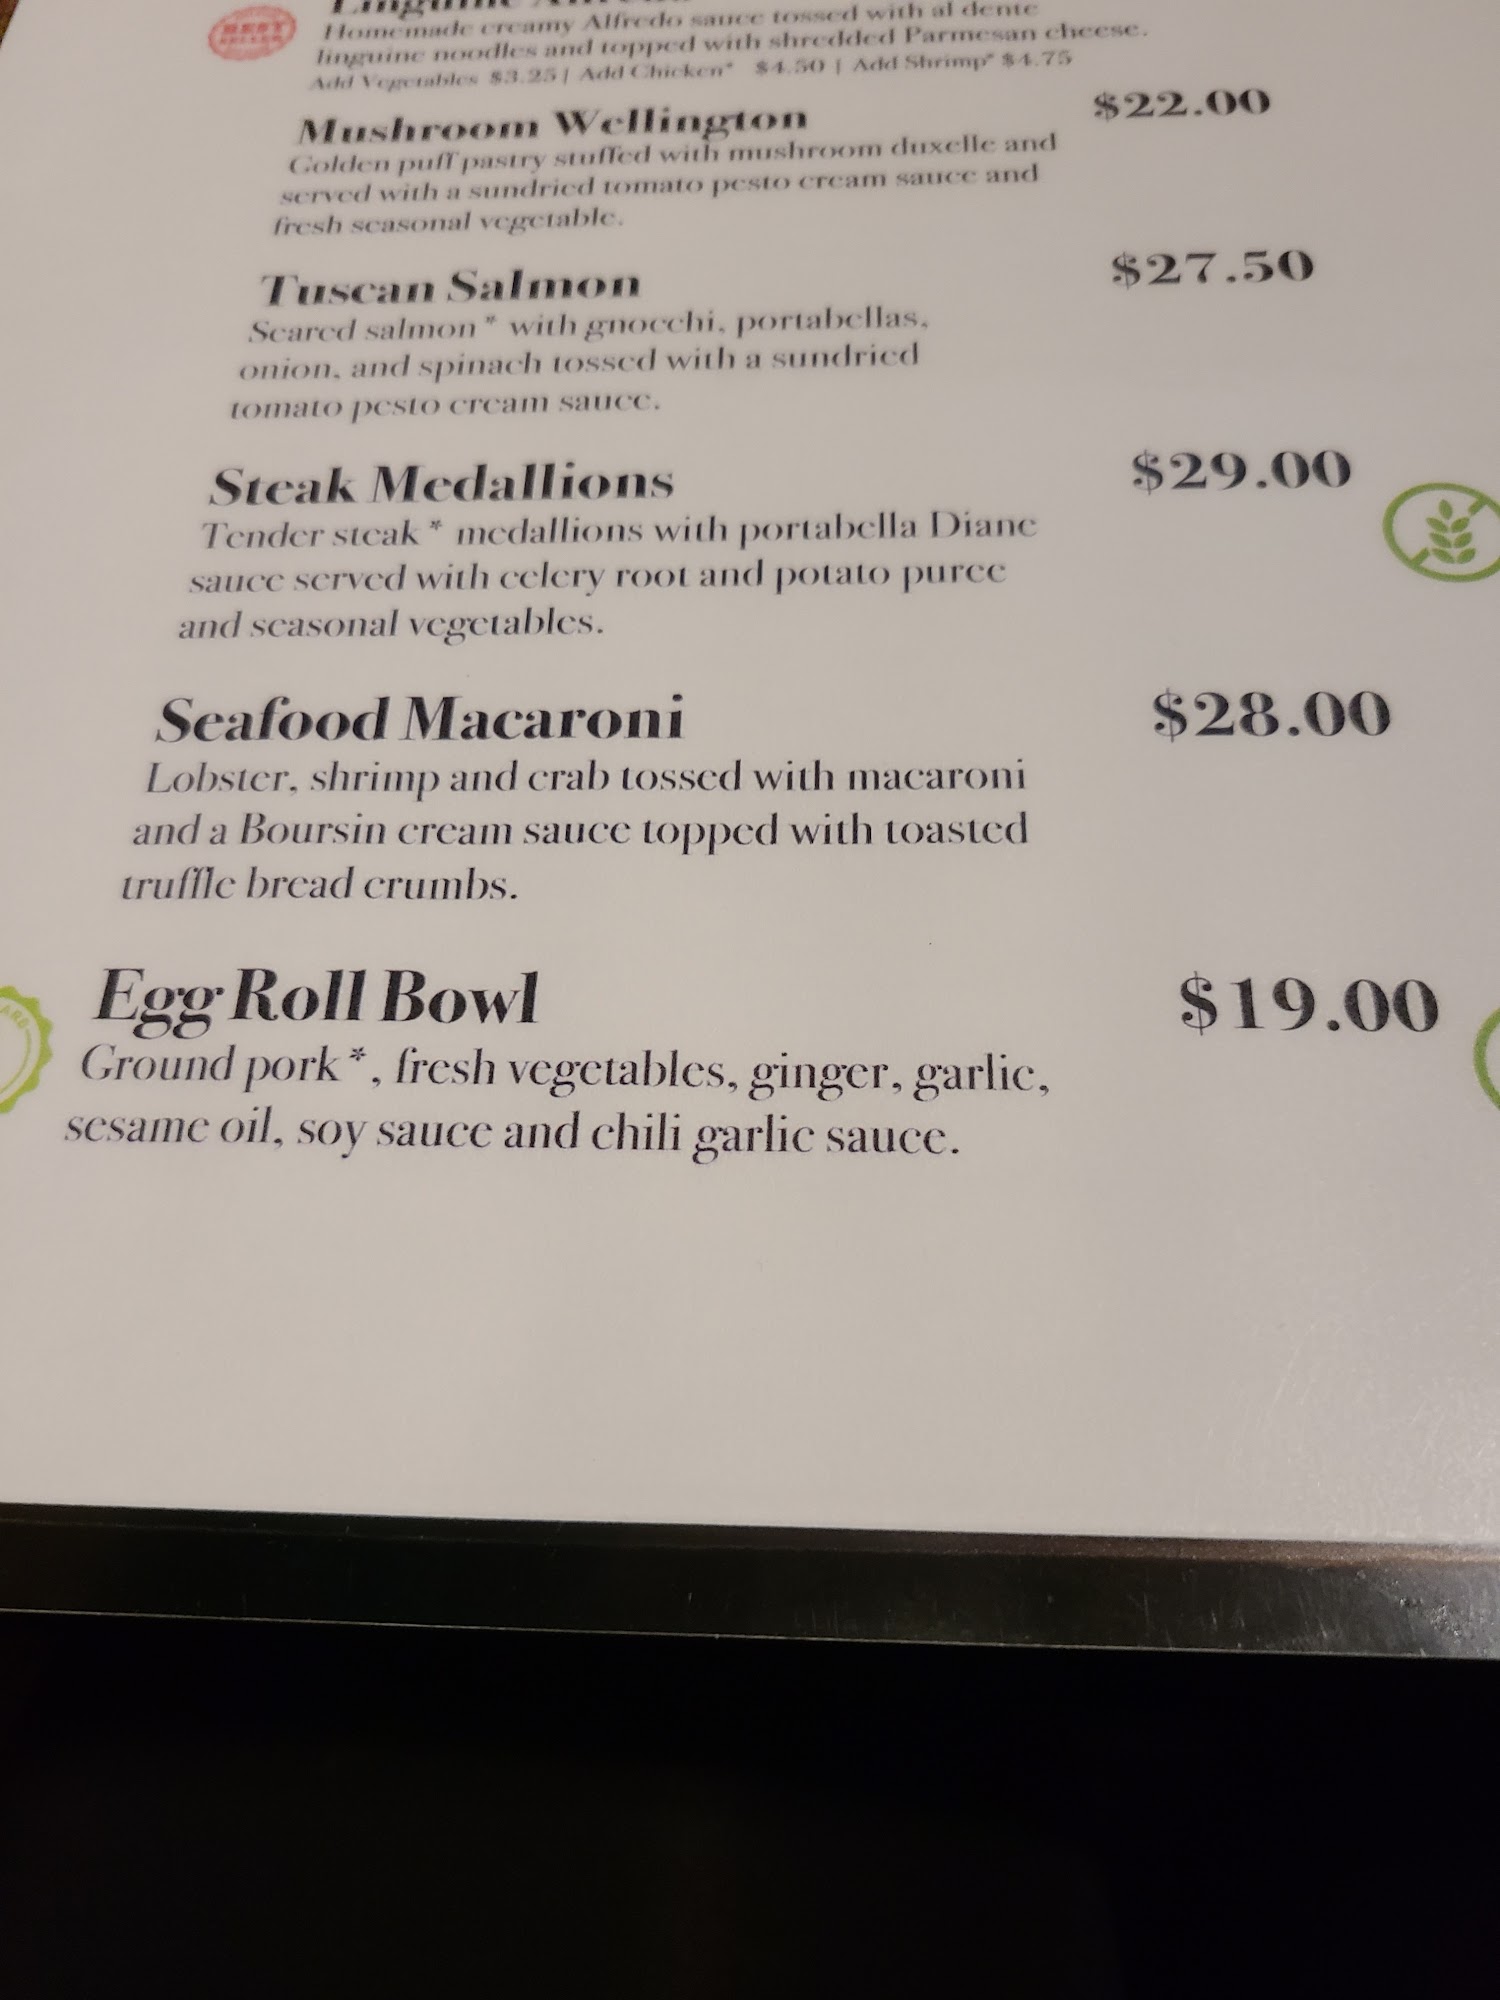 BEST
SELLER
Linguine Alfredo
Homemade creamy Alfredo sauce tossed with al dente
linguine noodles and topped with shredded Parmesan cheese.
Add Vegetables $3.25 | Add Chicken* $4.50 | Add Shrimp* $4.75
Mushroom Wellington $22.00
Golden puff pastry stuffed with mushroom duxelle and
served with a sundried tomato pesto cream sauce and
fresh seasonal vegetable.
Tuscan Salmon $27.50
Seared salmon* with gnocchi, portabellas,
onion, and spinach tossed with a sundried
tomato pesto cream sauce.
Steak Medallions $29.00
Tender steak* medallions with portabella Diane
sauce served with celery root and potato puree
and seasonal vegetables.
Seafood Macaroni $28.00
Lobster, shrimp and crab tossed with macaroni
and a Boursin cream sauce topped with toasted
truffle bread crumbs.
Egg Roll Bowl $19.00
Ground pork*, fresh vegetables, ginger, garlic,
sesame oil, soy sauce and chili garlic sauce.